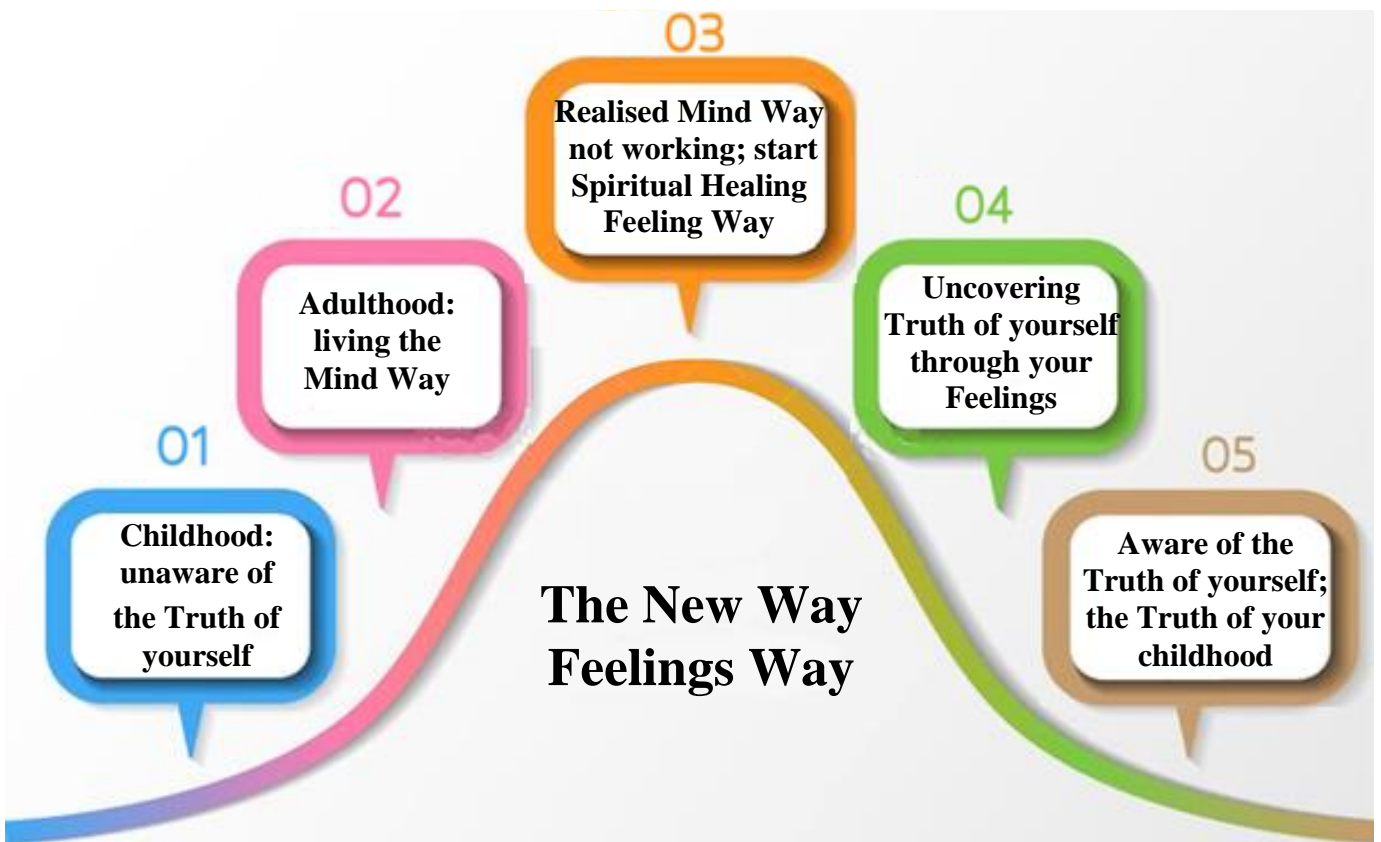 01
Childhood:
unaware of
the Truth of
yourself
02
Adulthood:
living the
Mind Way
03
Realised Mind Way
not working; start
Spiritual Healing
Feeling Way
04
Uncovering
Truth of yourself
through your
Feelings
05
Aware of the
Truth of yourself;
the Truth of your
childhood
The New Way
Feelings Way